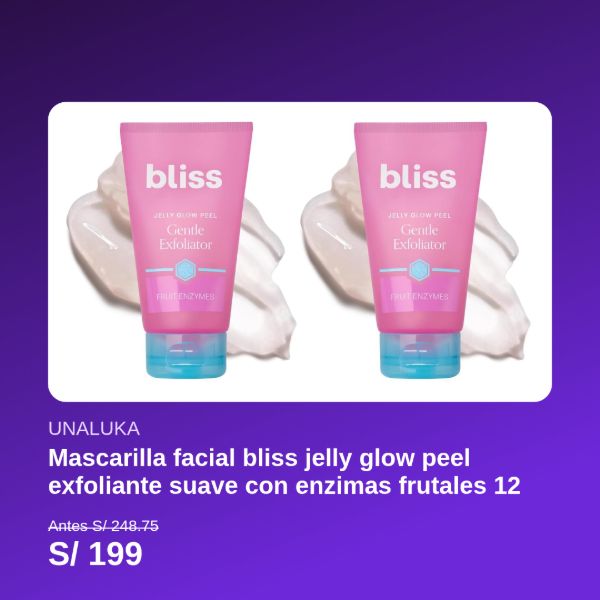 bliss
JELLY GLOW PEEL
Gentle
Exfoliator
FRUIT ENZYMES
bliss
JELLY GLOW PEEL
Gentle
Exfoliator
FRUIT ENZYMES
UNALUKA
Mascarilla facial bliss jelly glow peel
exfoliante suave con enzimas frutales 12
Antes S/ 248.75
S/ 199